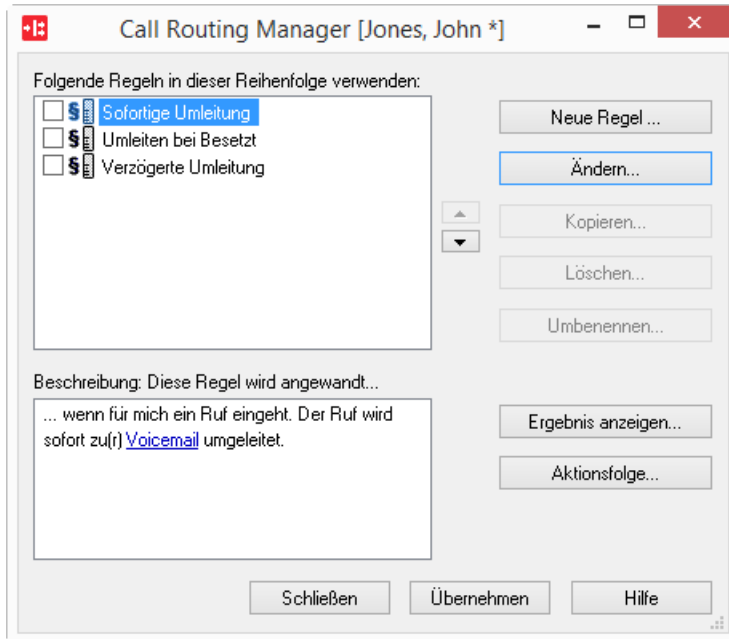 Call Routing Manager [Jones, John *]
Folgende Regeln in dieser Reihenfolge verwenden:
§ Sofortige Umleitung
§ Umleiten bei Besetzt
§ Verzögerte Umleitung
Neue Regel ...
Ändern...
Kopieren...
Löschen...
Umbenennen...
Beschreibung: Diese Regel wird angewandt...
... wenn für mich ein Ruf eingeht. Der Ruf wird
sofort zu(r) Voicemail umgeleitet.
Ergebnis anzeigen...
Aktionsfolge...
Schließen
Übernehmen
Hilfe